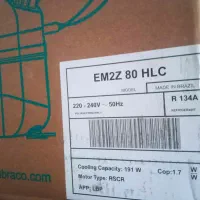 EM2Z 80 HLC
MODEL
MADE IN BRAZIL
220 - 240V ~ 50Hz
R 134A
REFRIGERANT
Cooling Capacity: 191 W
Cop:1.7
W
W
Motor Type: RSCR
APP.: LBP
braco.com